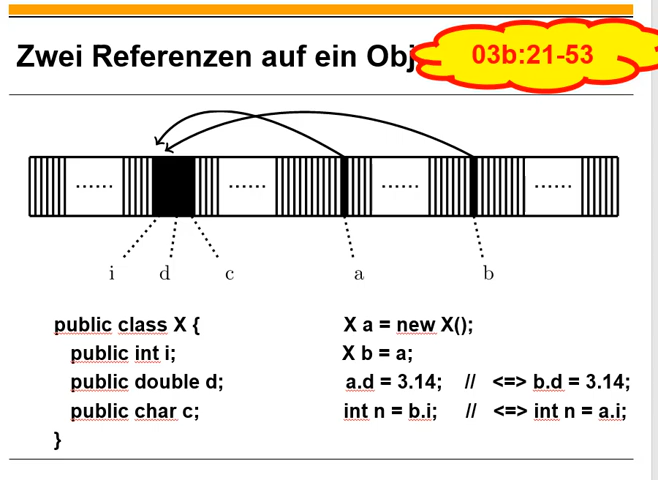 Zwei Referenzen auf ein Obj
03b:21-53
...... ...... ...... ......
i d c a b
public class X {
public int i;
public double d;
public char c;
}
X a = new X();
X b = a;
a.d = 3.14; // <=> b.d = 3.14;
int n = b.i; // <=> int n = a.i;